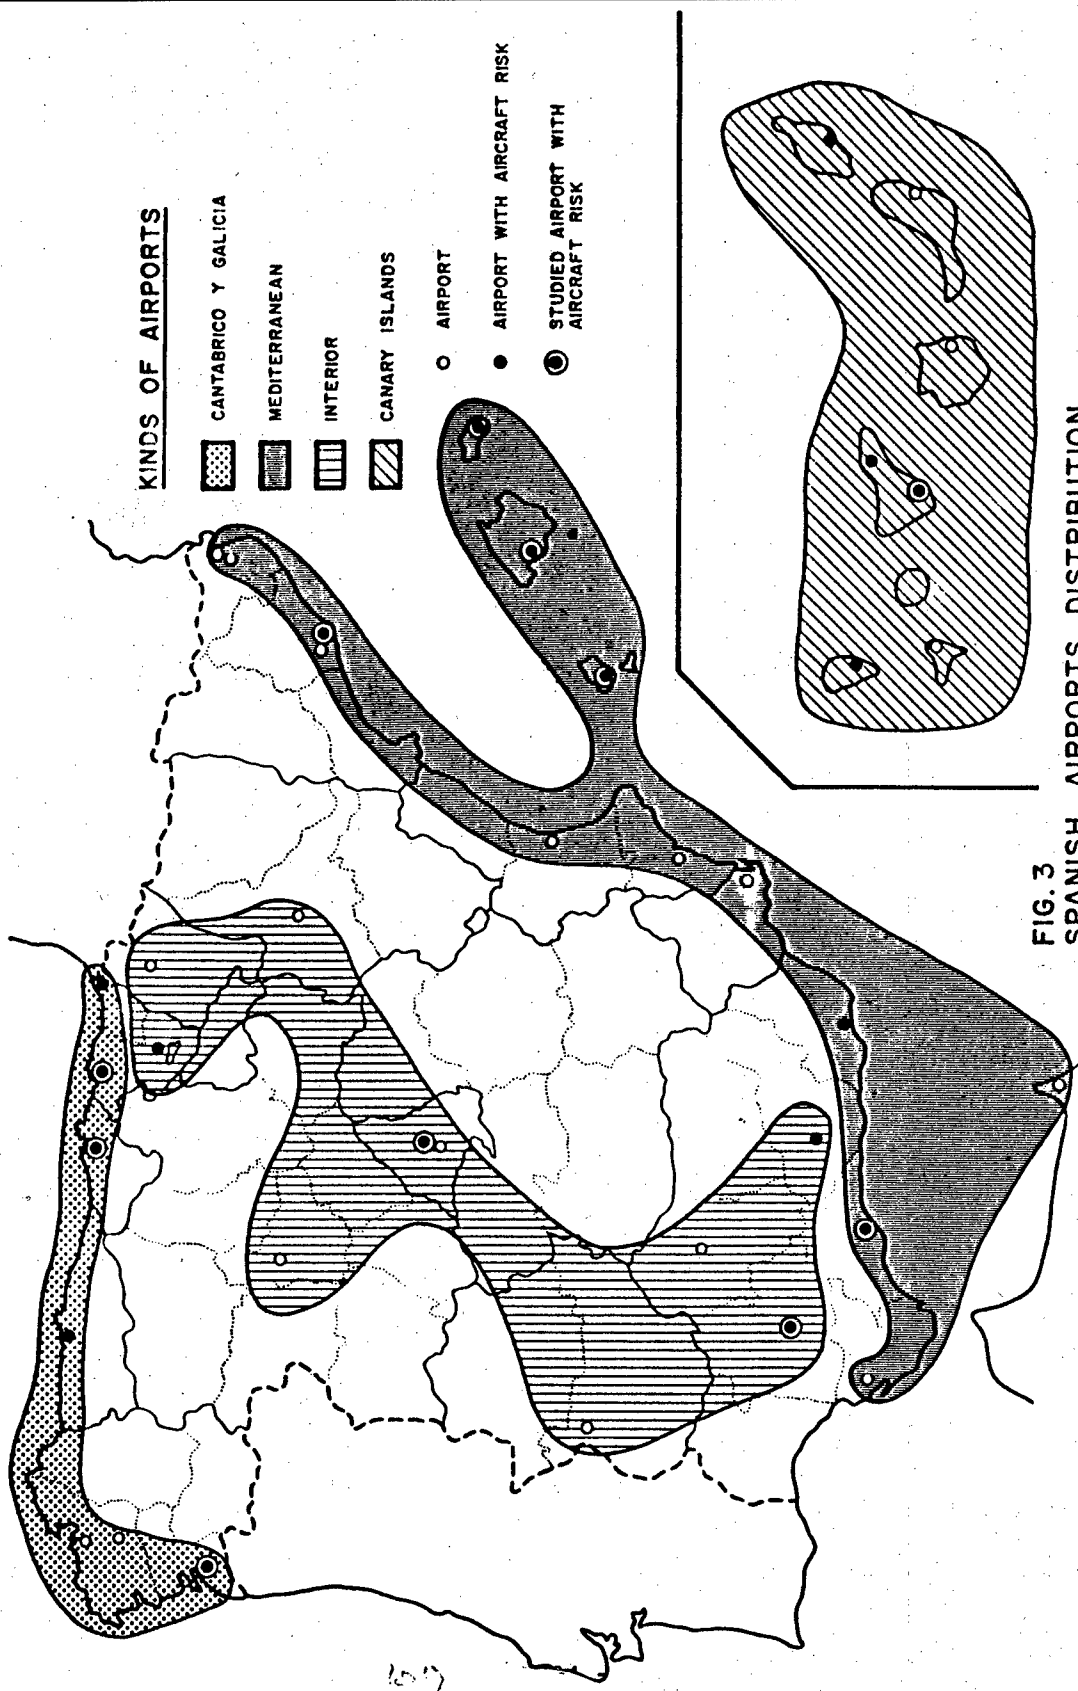 KINDS OF AIRPORTS
CANTABRICO Y GALICIA
MEDITERRANEAN
INTERIOR
CANARY ISLANDS
AIRPORT
AIRPORT WITH AIRCRAFT RISK
STUDIED AIRPORT WITH
AIRCRAFT RISK
FIG. 3
SPANISH AIRPORTS DISTRIBUTION